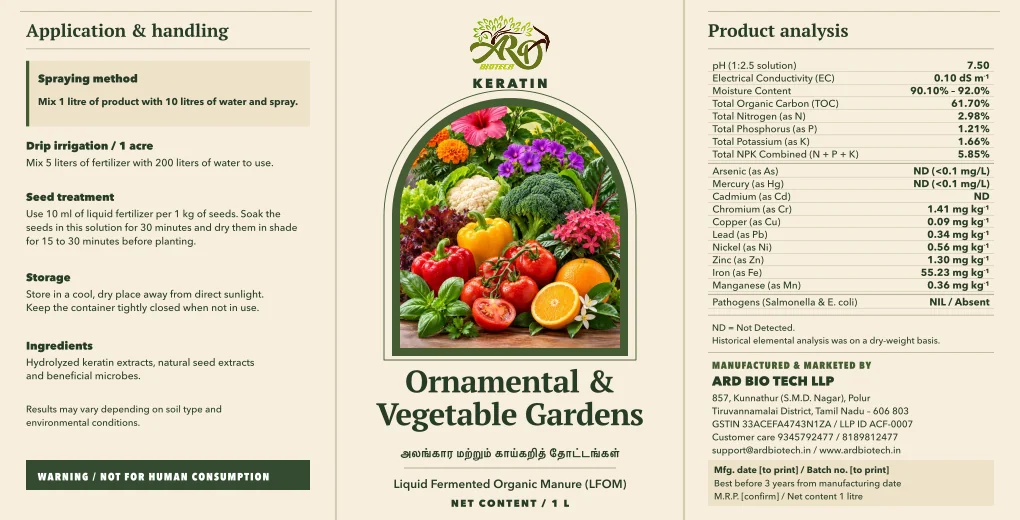 Application & handling
Spraying method
Mix 1 litre of product with 10 litres of water and spray.
Drip irrigation / 1 acre
Mix 5 liters of fertilizer with 200 liters of water to use.
Seed treatment
Use 10 ml of liquid fertilizer per 1 kg of seeds. Soak the
seeds in this solution for 30 minutes and dry them in shade
for 15 to 30 minutes before planting.
Storage
Store in a cool, dry place away from direct sunlight.
Keep the container tightly closed when not in use.
Ingredients
Hydrolyzed keratin extracts, natural seed extracts
and beneficial microbes.
Results may vary depending on soil type and
environmental conditions.
WARNING / NOT FOR HUMAN CONSUMPTION
ARD
BIOTECH
KERATIN
Ornamental &
Vegetable Gardens
அலங்கார மற்றும் காய்கறித் தோட்டங்கள்
Liquid Fermented Organic Manure (LFOM)
NET CONTENT / 1 L
Product analysis
pH (1:2.5 solution) 7.50
Electrical Conductivity (EC) 0.10 dS m⁻¹
Moisture Content 90.10% – 92.0%
Total Organic Carbon (TOC) 61.70%
Total Nitrogen (as N) 2.98%
Total Phosphorus (as P) 1.21%
Total Potassium (as K) 1.66%
Total NPK Combined (N + P + K) 5.85%
Arsenic (as As) ND (<0.1 mg/L)
Mercury (as Hg) ND (<0.1 mg/L)
Cadmium (as Cd) ND
Chromium (as Cr) 1.41 mg kg⁻¹
Copper (as Cu) 0.09 mg kg⁻¹
Lead (as Pb) 0.34 mg kg⁻¹
Nickel (as Ni) 0.56 mg kg⁻¹
Zinc (as Zn) 1.30 mg kg⁻¹
Iron (as Fe) 55.23 mg kg⁻¹
Manganese (as Mn) 0.36 mg kg⁻¹
Pathogens (Salmonella & E. coli) NIL / Absent
ND = Not Detected.
Historical elemental analysis was on a dry-weight basis.
MANUFACTURED & MARKETED BY
ARD BIO TECH LLP
857, Kunnathur (S.M.D. Nagar), Polur
Tiruvannamalai District, Tamil Nadu – 606 803
GSTIN 33ACEFA4743N1ZA / LLP ID ACF-0007
Customer care 9345792477 / 8189812477
support@ardbiotech.in / www.ardbiotech.in
Mfg. date [to print] / Batch no. [to print]
Best before 3 years from manufacturing date
M.R.P. [confirm] / Net content 1 litre